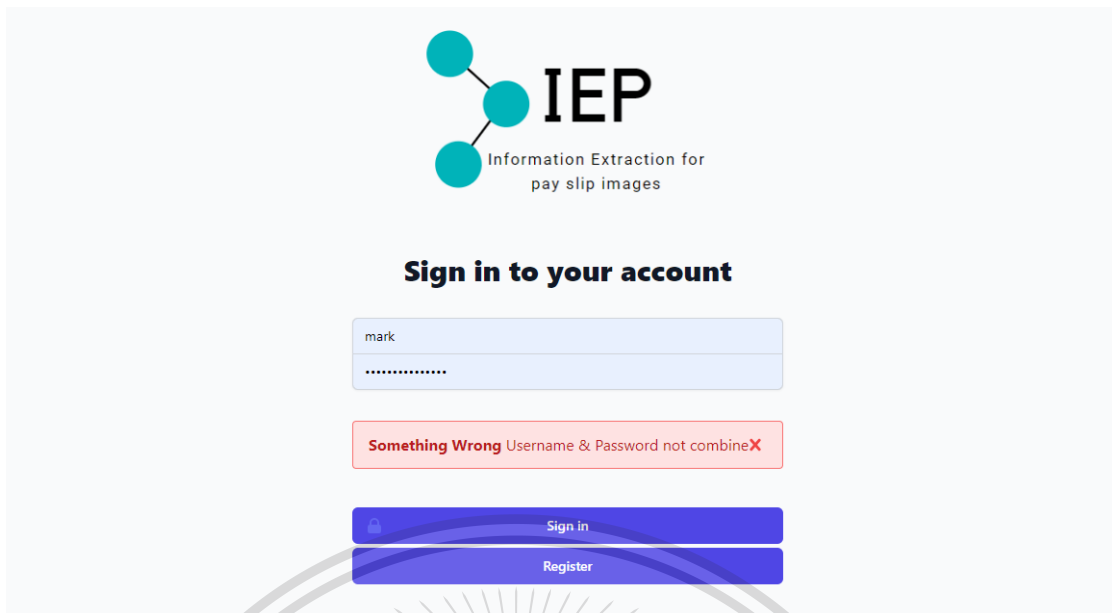 IEP
Information Extraction for
pay slip images
Sign in to your account
mark
•••••••••••••••
Something Wrong Username & Password not combine❌
Sign in
Register